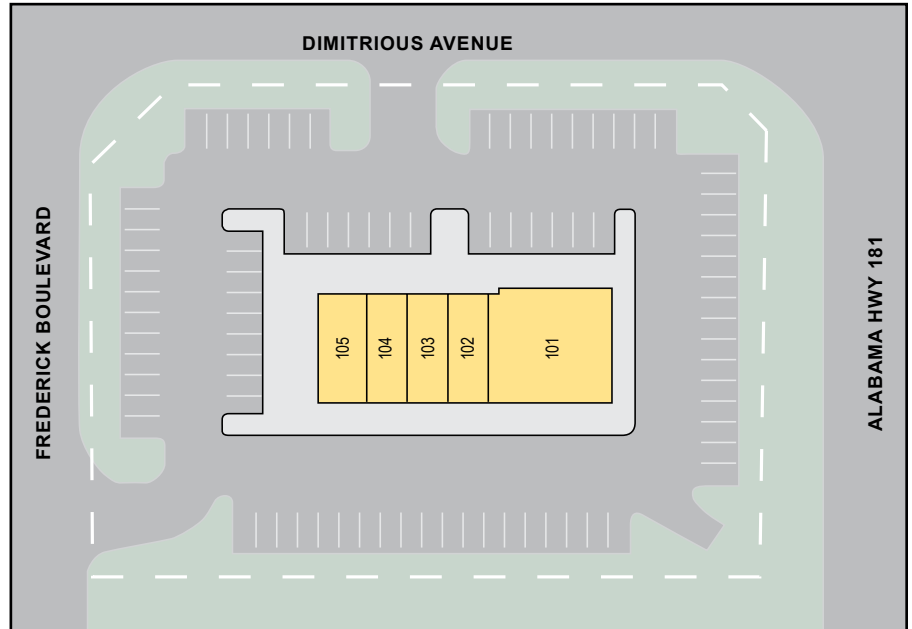 DIMITRIOUS AVENUE
FREDERICK BOULEVARD
105
104
103
102
101
ALABAMA HWY 181